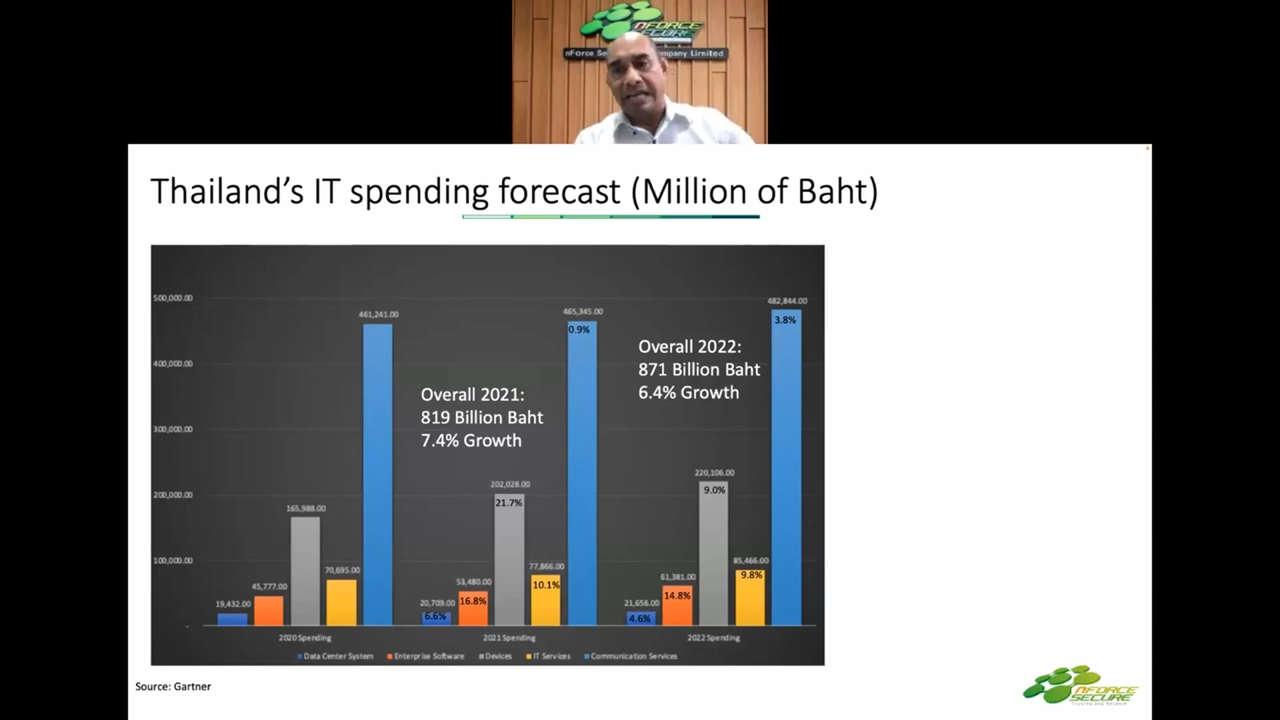 nFORCE
SECURE
nForce Se ompany Limited
Thailand's IT spending forecast (Million of Baht)
500,000.00
400,000.00
300,000.00
200,000.00
100,000.00
-
19,432.00
45,777.00
165,988.00
70,695.00
461,241.00
Overall 2021:
819 Billion Baht
7.4% Growth
20,709.00
6.6%
53,480.00
16.8%
202,028.00
21.7%
77,866.00
10.1%
465,345.00
0.9%
Overall 2022:
871 Billion Baht
6.4% Growth
21,656.00
4.6%
61,381.00
14.8%
220,106.00
9.0%
85,466.00
9.8%
482,844.00
3.8%
2020 Spending 2021 Spending 2022 Spending
Data Center System Enterprise Software Devices IT Services Communication Services
Source: Gartner
nFORCE
SECURE